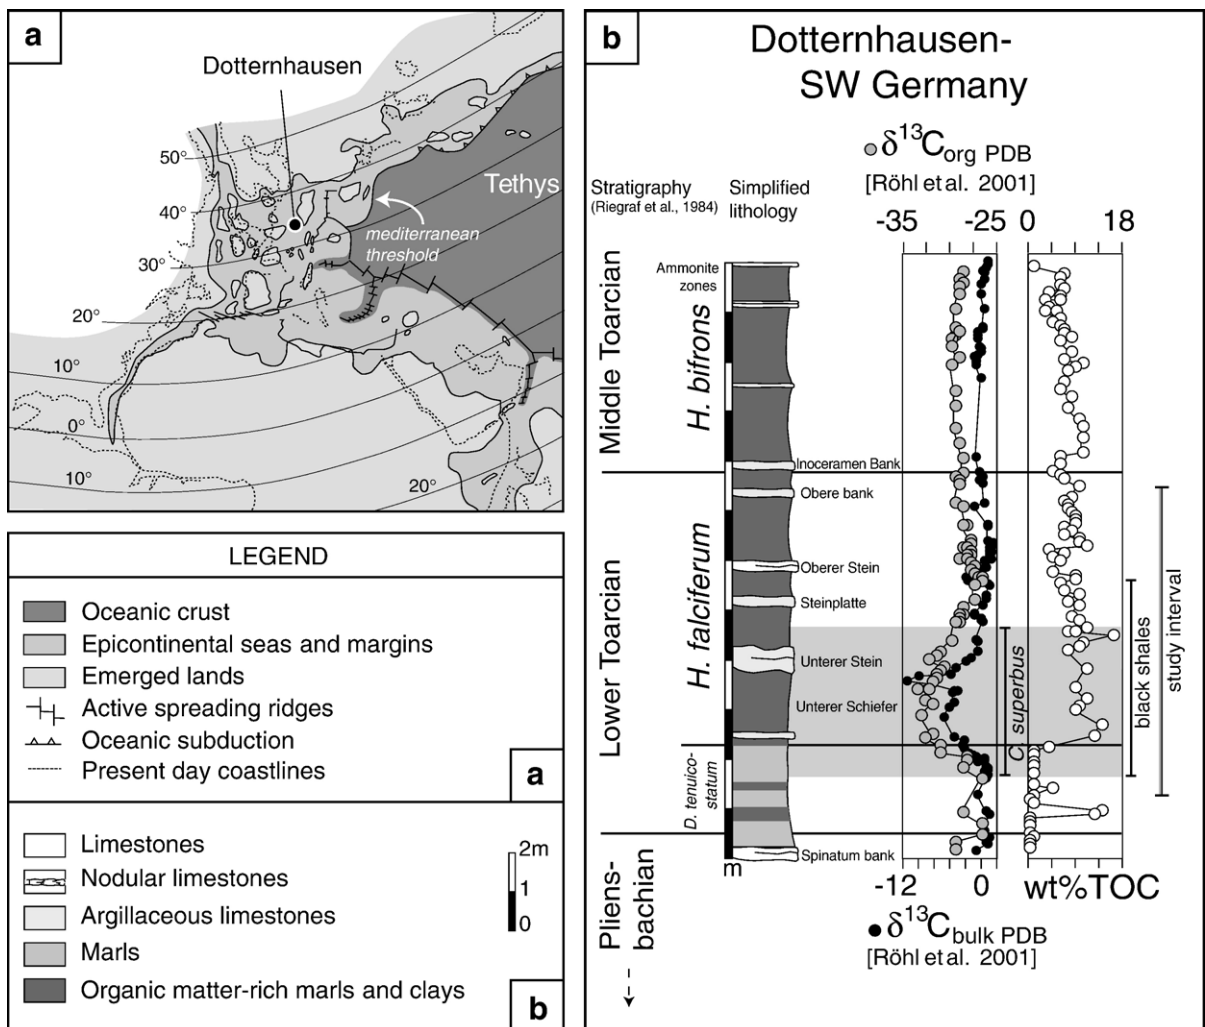 a
Dotternhausen
50°
40°
30°
20°
10°
0°
10°
20°
Tethys
mediterranean
threshold
LEGEND
Oceanic crust
Epicontinental seas and margins
Emerged lands
Active spreading ridges
Oceanic subduction
Present day coastlines
a
Limestones
Nodular limestones
Argillaceous limestones
Marls
Organic matter-rich marls and clays
2m
1
0
b
b
Dotternhausen-
SW Germany
δ13Corg PDB
[Röhl et al. 2001]
Stratigraphy
(Riegraf et al., 1984)
Simplified
lithology
-35 -25 0 18
Ammonite
zones
Middle Toarcian
H. bifrons
Inoceramen Bank
Obere bank
Lower Toarcian
H. falciferum
Oberer Stein
Steinplatte
Unterer Stein
Unterer Schiefer
C. superbus
black shales
study interval
D. tenuico-
statum
Spinatum bank
Pliens-
bachian
m
-12 0 wt%TOC
δ13Cbulk PDB
[Röhl et al. 2001]